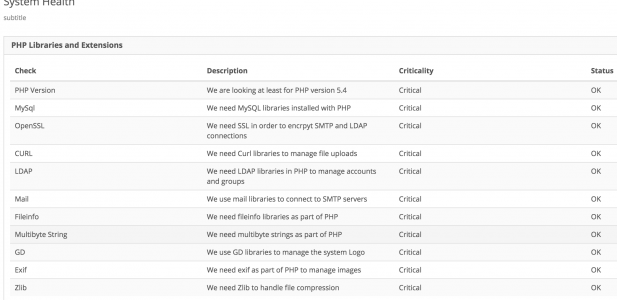 System Health
subtitle
PHP Libraries and Extensions
Check Description Criticality Status
PHP Version We are looking at least for PHP version 5.4 Critical OK
MySql We need MySQL libraries installed with PHP Critical OK
OpenSSL We need SSL in order to encrpyt SMTP and LDAP Critical OK
connections
CURL We need Curl libraries to manage file uploads Critical OK
LDAP We need LDAP libraries in PHP to manage accounts Critical OK
and groups
Mail We use mail libraries to connect to SMTP servers Critical OK
Fileinfo We need fileinfo libraries as part of PHP Critical OK
Multibyte String We need multibyte strings as part of PHP Critical OK
GD We use GD libraries to manage the system Logo Critical OK
Exif We need exif as part of PHP to manage images Critical OK
Zlib We need Zlib to handle file compression Critical OK